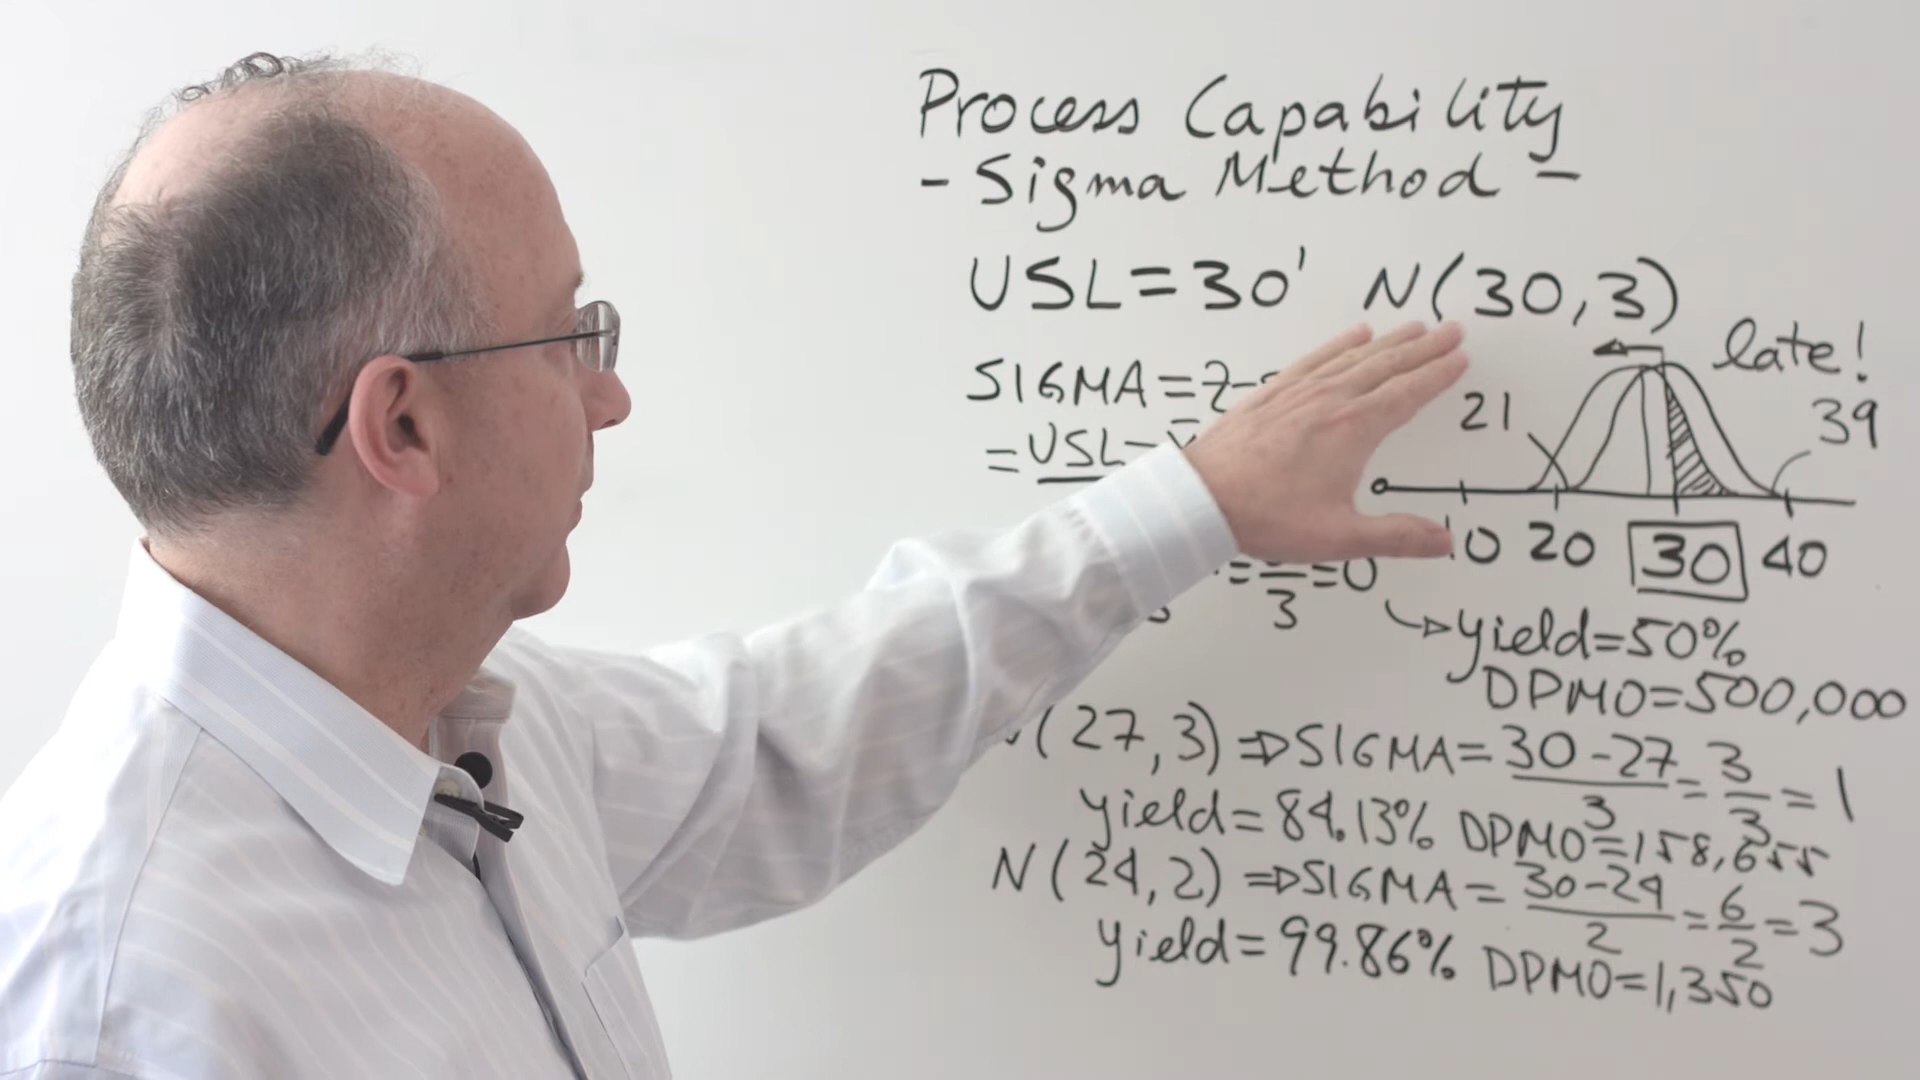 Process Capability
- Sigma Method -
USL=30' N(30,3)
late!
SIGMA=Z-
21
39
=USL-
10 20 30 40
=0
3
3
yield=50%
DPMO=500,000
(27,3)⇒SIGMA=30-27/3=3/3=1
yield=84.13% DPMO=158,655
N(24,2)⇒SIGMA=30-24/2=6/2=3
yield=99.86% DPMO=1,350